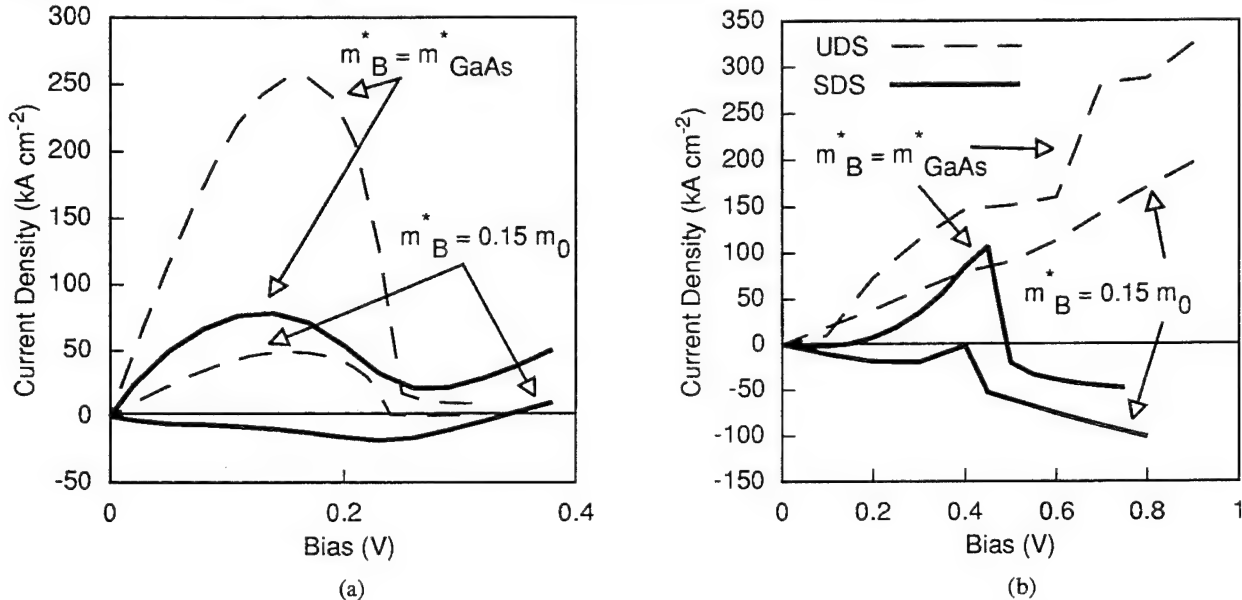 300
250
200
150
100
50
0
-50
Current Density (kA cm-2)
m*B = m*GaAs
m*B = 0.15 m0
0
0.2
0.4
Bias (V)
(a)
350
300
250
200
150
100
50
0
-50
-100
-150
Current Density (kA cm-2)
UDS
SDS
m*B = m*GaAs
m*B = 0.15 m0
0
0.2
0.4
0.6
0.8
1
Bias (V)
(b)